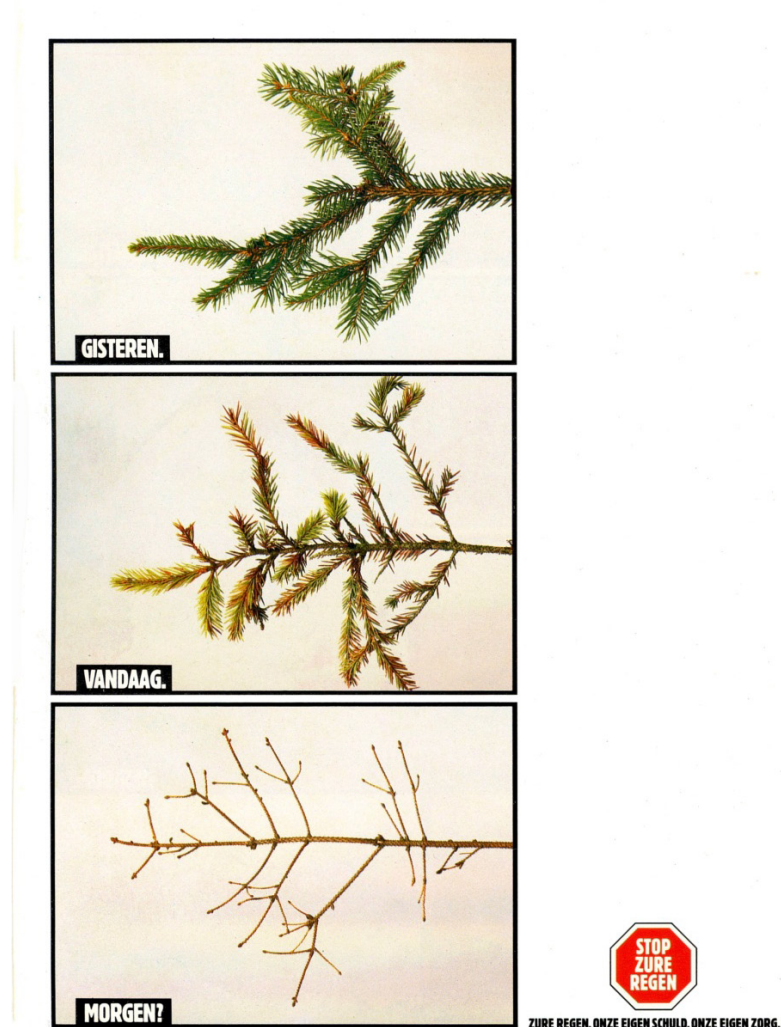 GISTEREN.
VANDAAG.
MORGEN?
STOP
ZURE
REGEN
ZURE REGEN. ONZE EIGEN SCHULD. ONZE EIGEN ZORG.